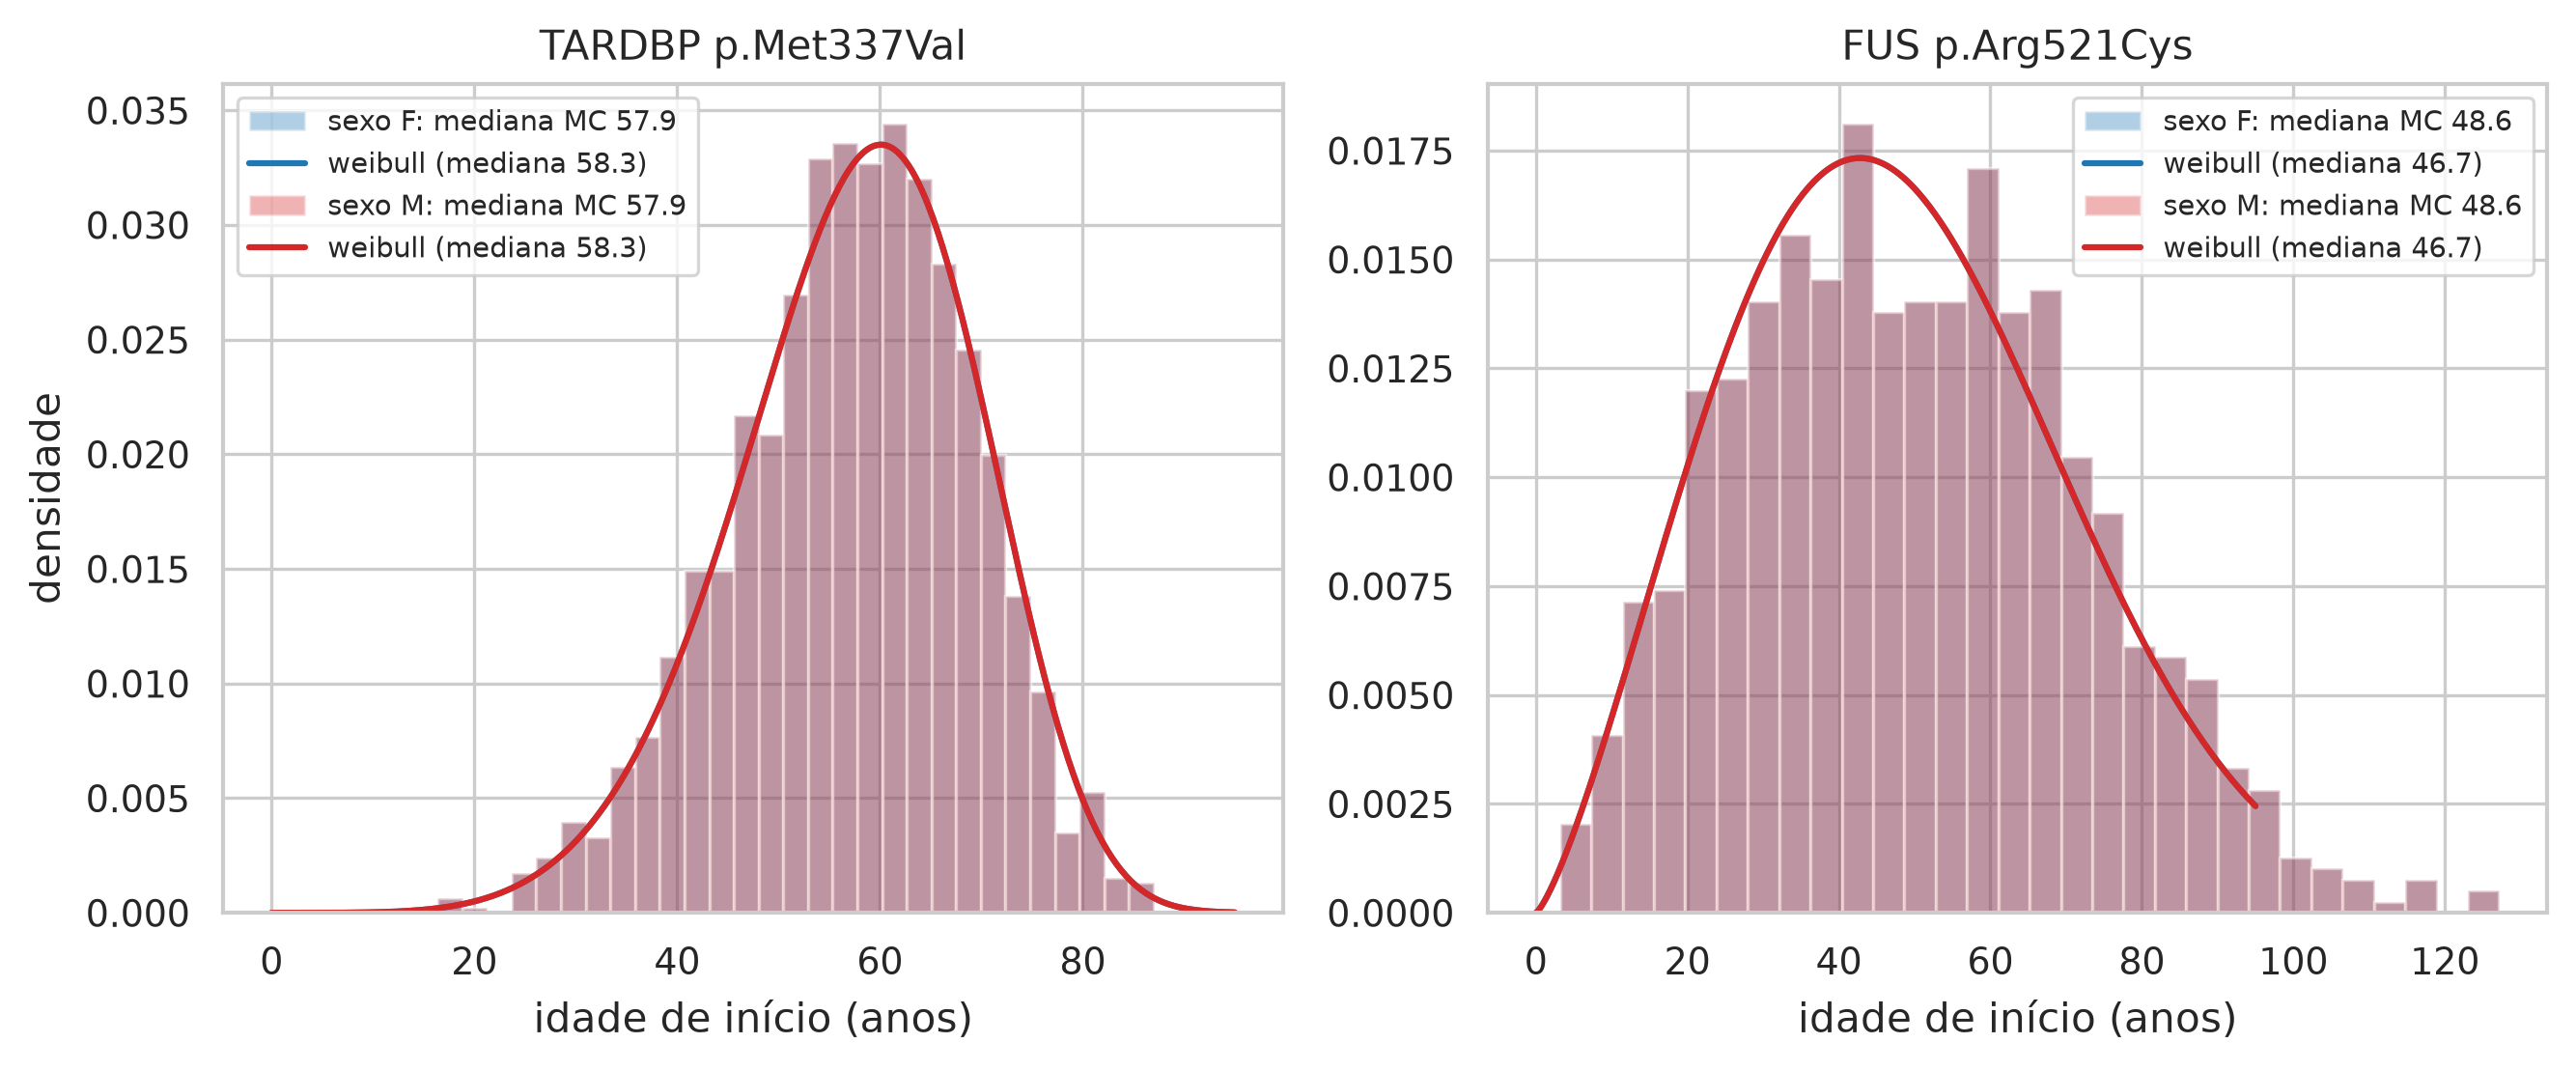 TARDBP p.Met337Val
sexo F: mediana MC 57.9
weibull (mediana 58.3)
sexo M: mediana MC 57.9
weibull (mediana 58.3)
densidade
0.035
0.030
0.025
0.020
0.015
0.010
0.005
0.000
0 20 40 60 80
idade de início (anos)
FUS p.Arg521Cys
sexo F: mediana MC 48.6
weibull (mediana 46.7)
sexo M: mediana MC 48.6
weibull (mediana 46.7)
0.0175
0.0150
0.0125
0.0100
0.0075
0.0050
0.0025
0.0000
0 20 40 60 80 100 120
idade de início (anos)